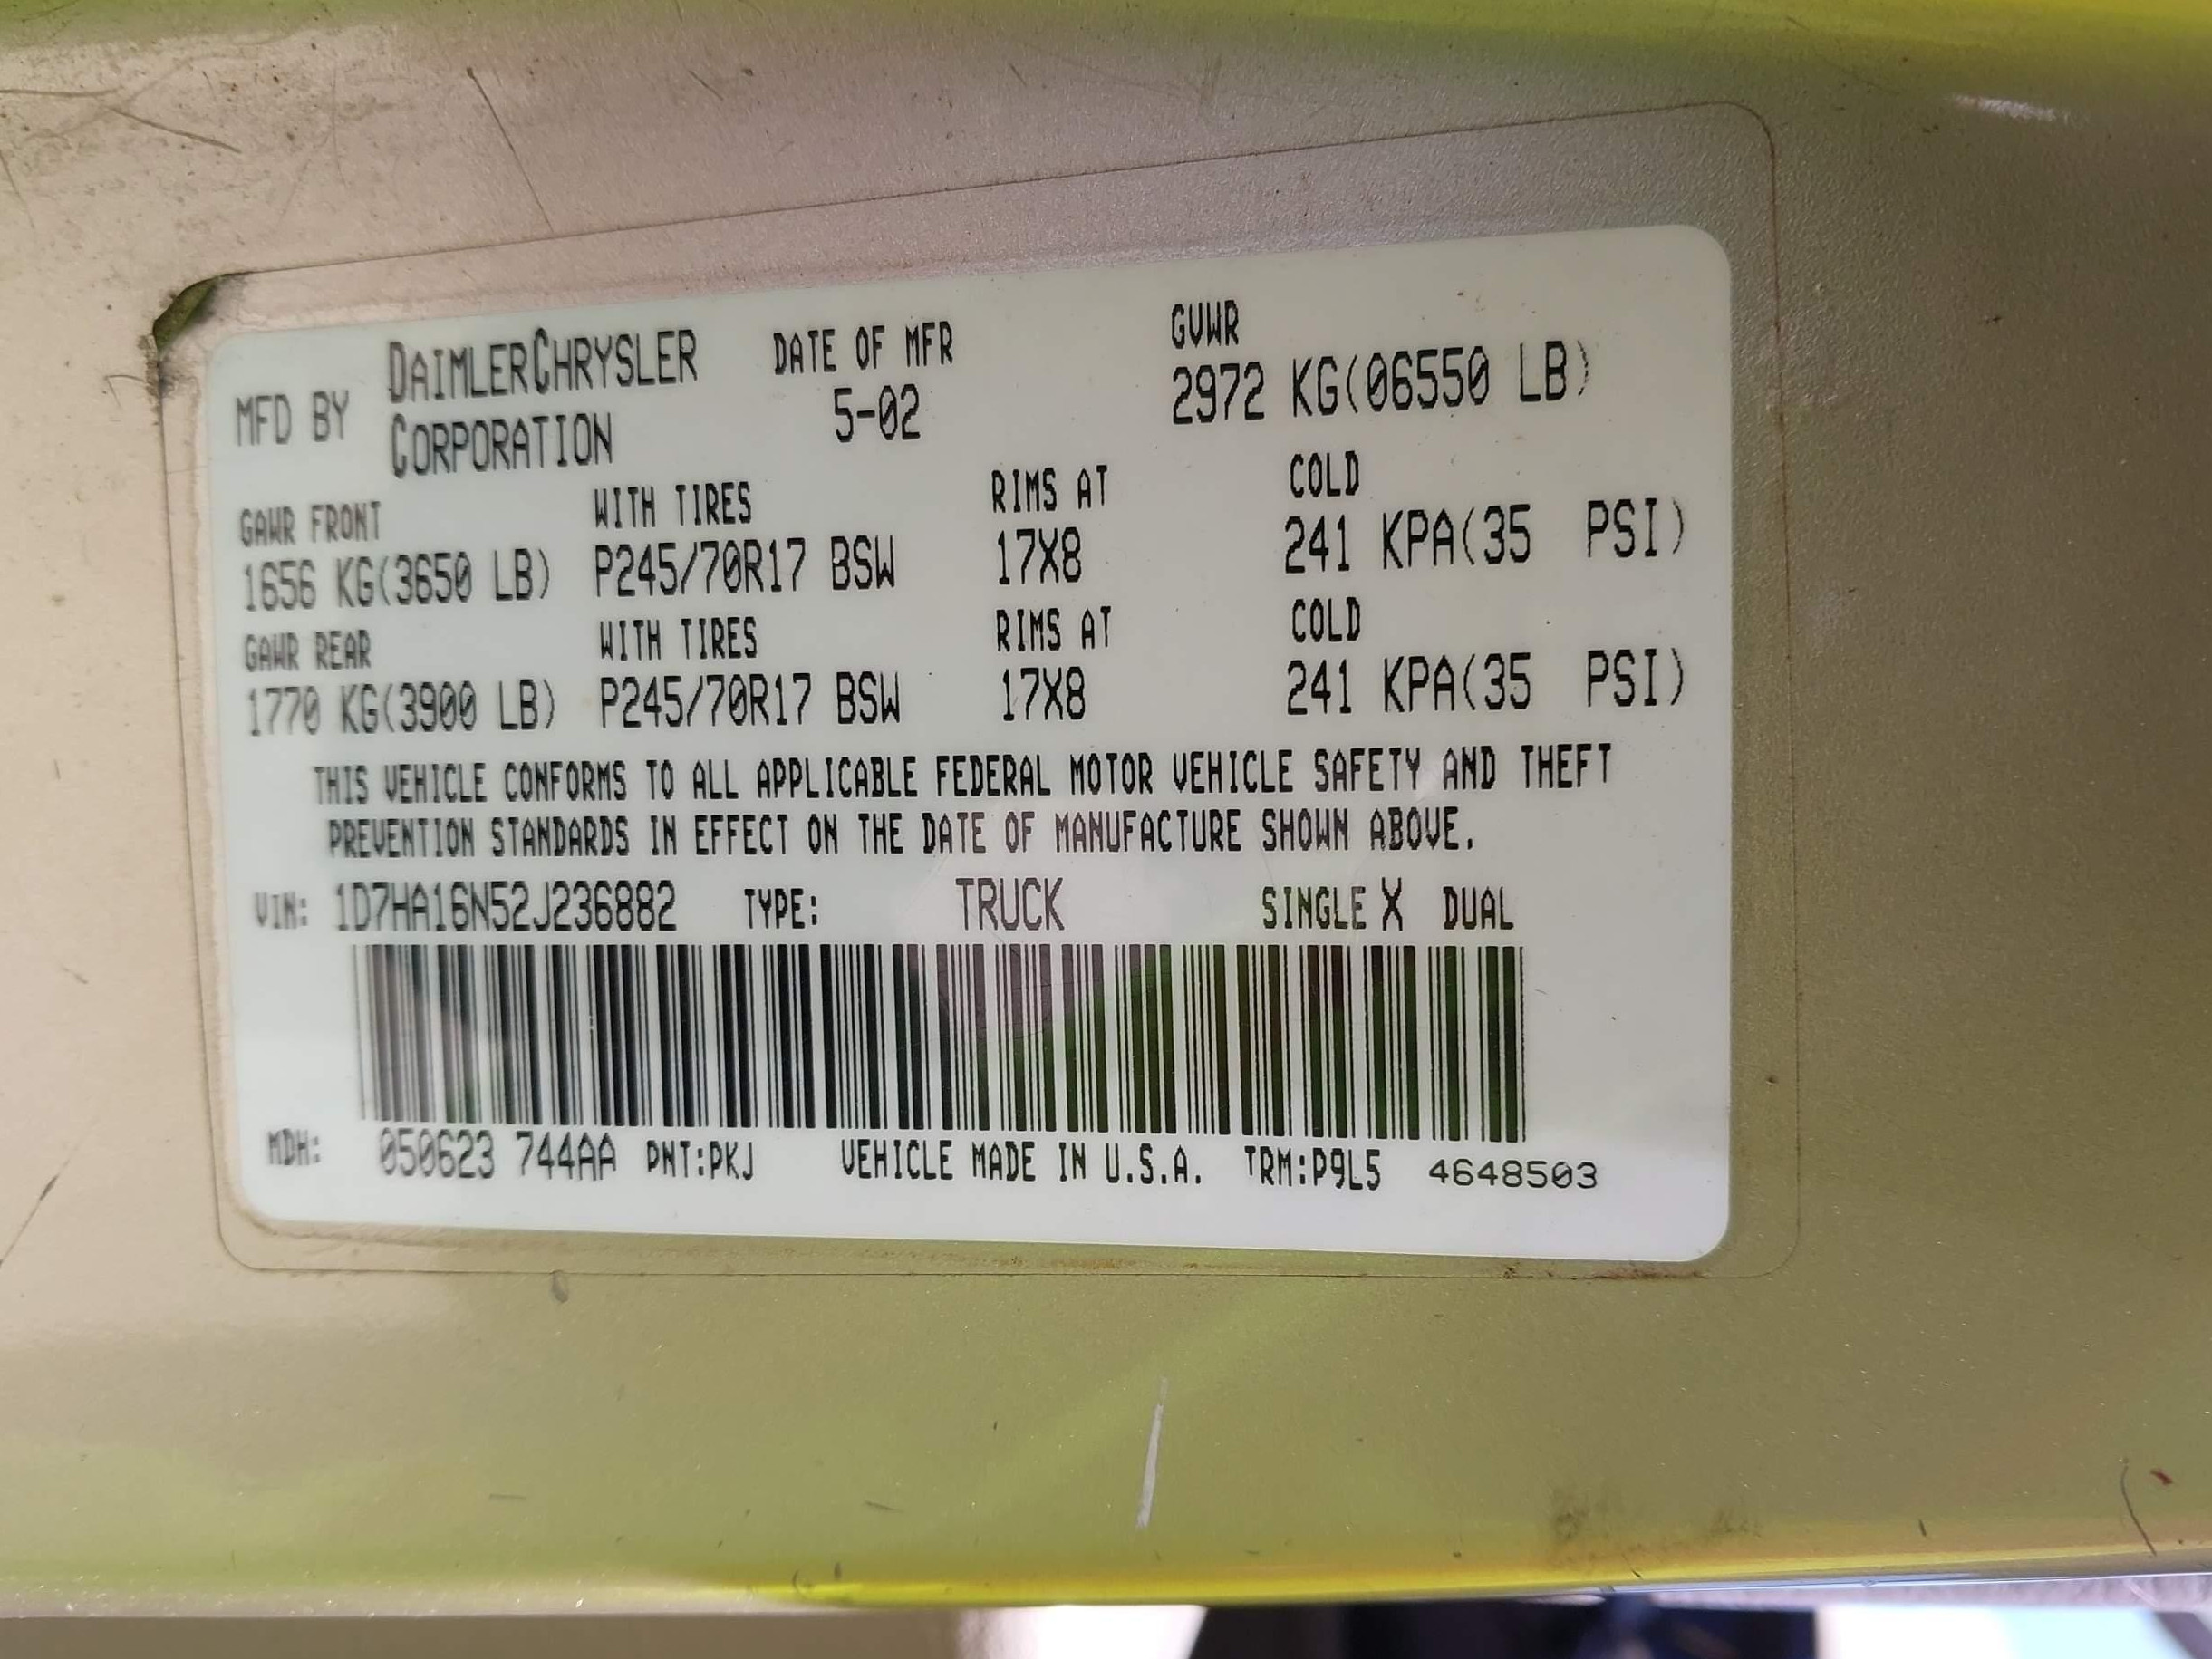 MFD BY DAIMLERCHRYSLER CORPORATION DATE OF MFR 5-02 GVWR 2972 KG(06550 LB)
GAWR FRONT WITH TIRES RIMS AT COLD
1656 KG(3650 LB) P245/70R17 BSW 17X8 241 KPA(35 PSI)
GAWR REAR WITH TIRES RIMS AT COLD
1770 KG(3900 LB) P245/70R17 BSW 17X8 241 KPA(35 PSI)
THIS VEHICLE CONFORMS TO ALL APPLICABLE FEDERAL MOTOR VEHICLE SAFETY AND THEFT
PREVENTION STANDARDS IN EFFECT ON THE DATE OF MANUFACTURE SHOWN ABOVE.
VIN: 1D7HA16N52J236882 TYPE: TRUCK SINGLE X DUAL
MDH: 050623 744AA PNT:PKJ VEHICLE MADE IN U.S.A. TRM:P9L5 4648503